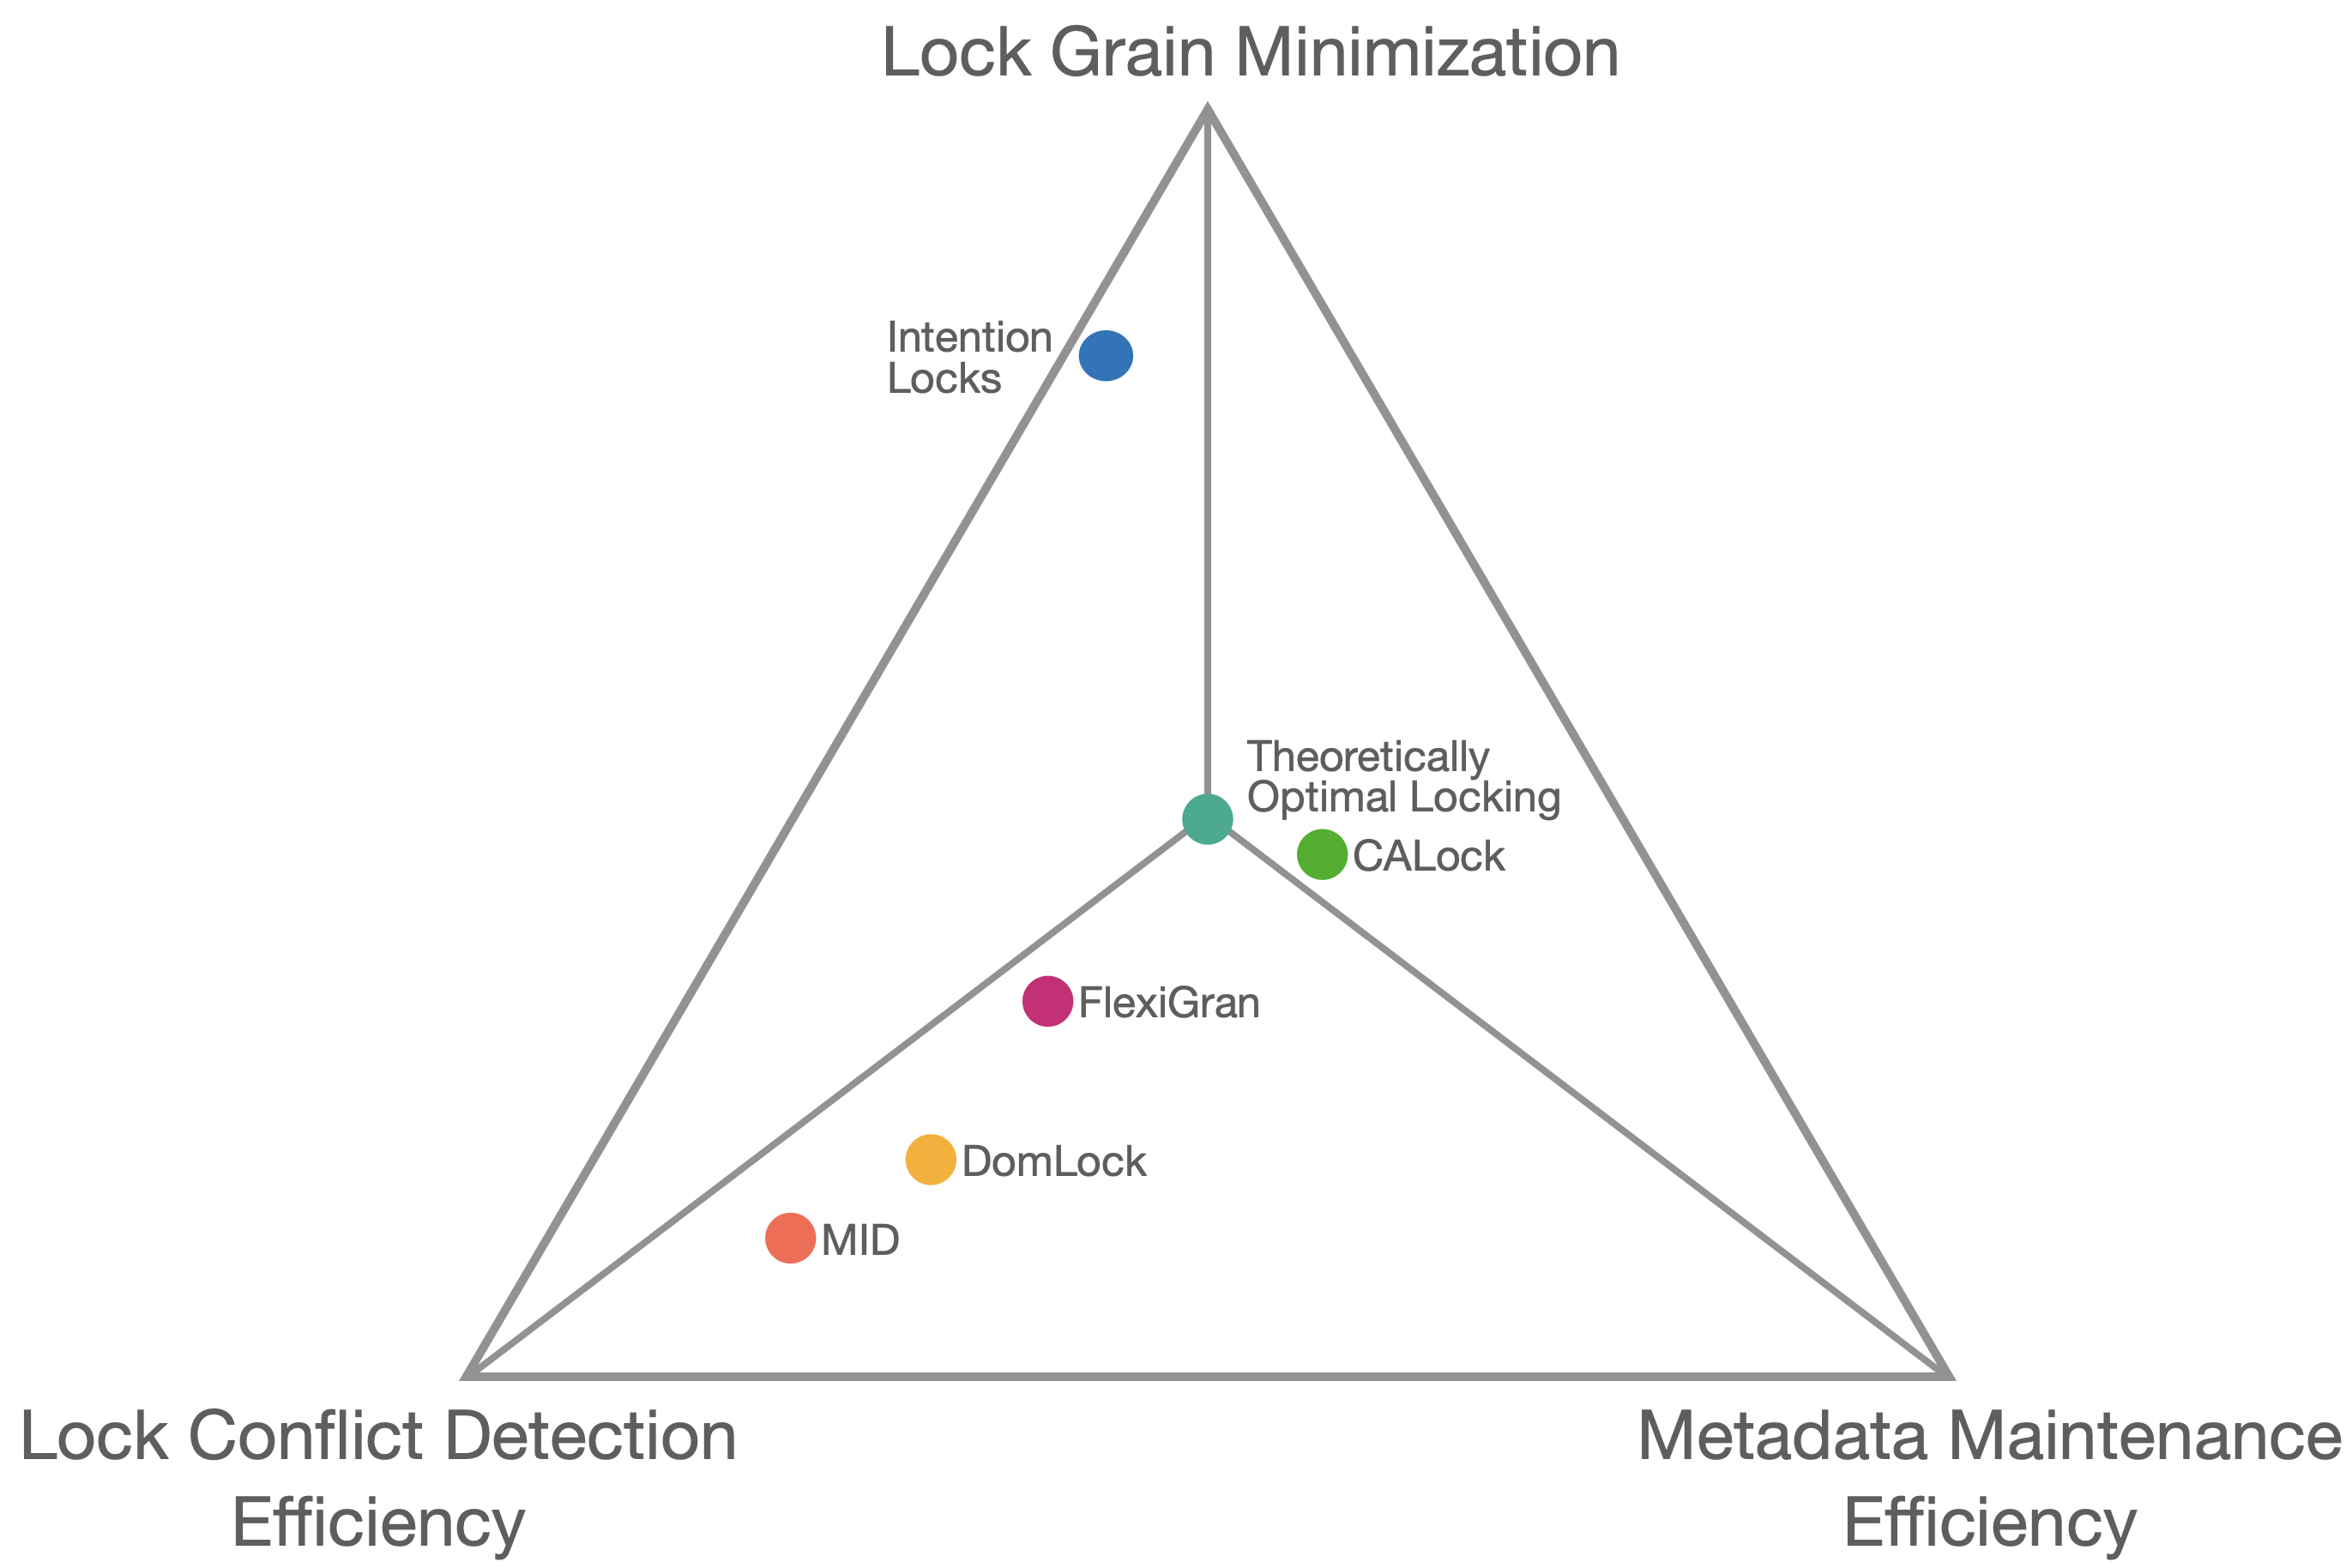 Lock Grain Minimization
Intention
Locks
Theoretically
Optimal Locking
CALock
FlexiGran
DomLock
MID
Lock Conflict Detection
Efficiency
Metadata Maintenance
Efficiency